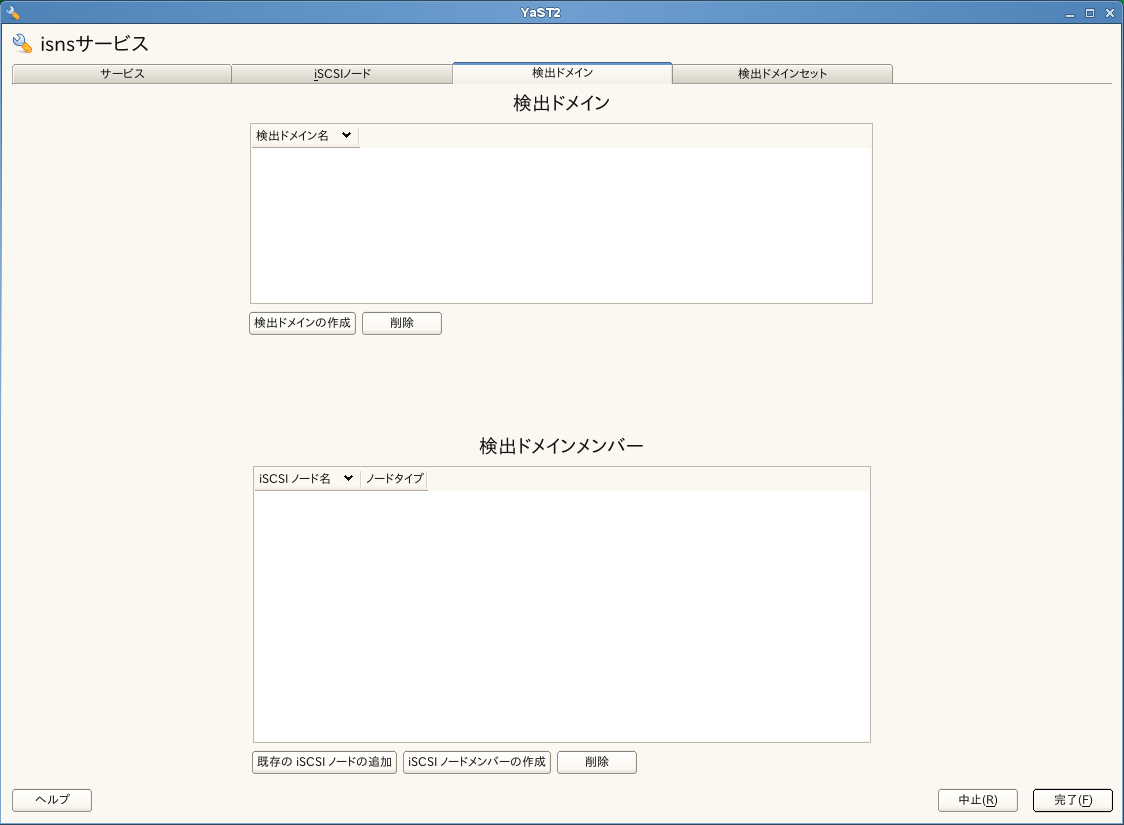 YaST2
isnsサービス
サービス
iSCSIノード
検出ドメイン
検出ドメインセット
検出ドメイン
検出ドメイン名
検出ドメインの作成
削除
検出ドメインメンバー
iSCSI ノード名
ノードタイプ
既存の iSCSI ノードの追加
iSCSI ノードメンバーの作成
削除
ヘルプ
中止(R)
完了(F)